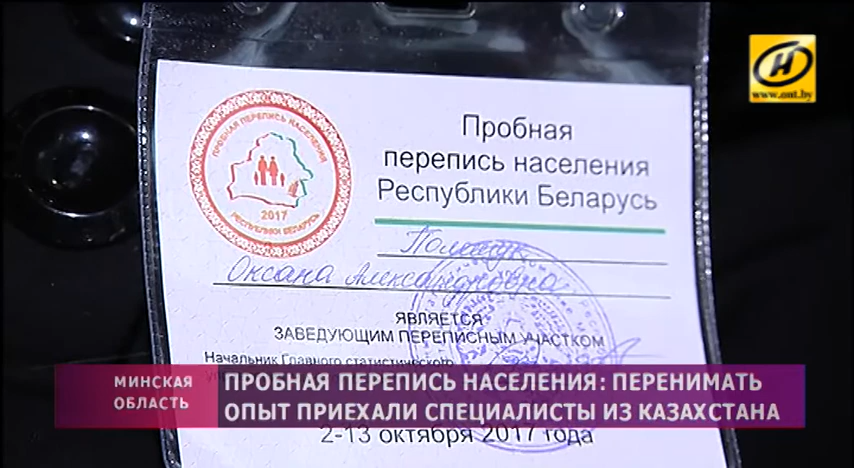 www.ont.by
ПРОБНАЯ ПЕРЕПИСЬ НАСЕЛЕНИЯ
2017
РЕСПУБЛИКИ БЕЛАРУСЬ
Пробная
перепись населения
Республики Беларусь
Оксана Александровна
ЯВЛЯЕТСЯ
ЗАВЕДУЮЩИМ ПЕРЕПИСНЫМ УЧАСТКОМ
Начальник Главного статистического
МИНСКАЯ
ОБЛАСТЬ
ПРОБНАЯ ПЕРЕПИСЬ НАСЕЛЕНИЯ: ПЕРЕНИМАТЬ
ОПЫТ ПРИЕХАЛИ СПЕЦИАЛИСТЫ ИЗ КАЗАХСТАНА
2-13 октября 2017 года